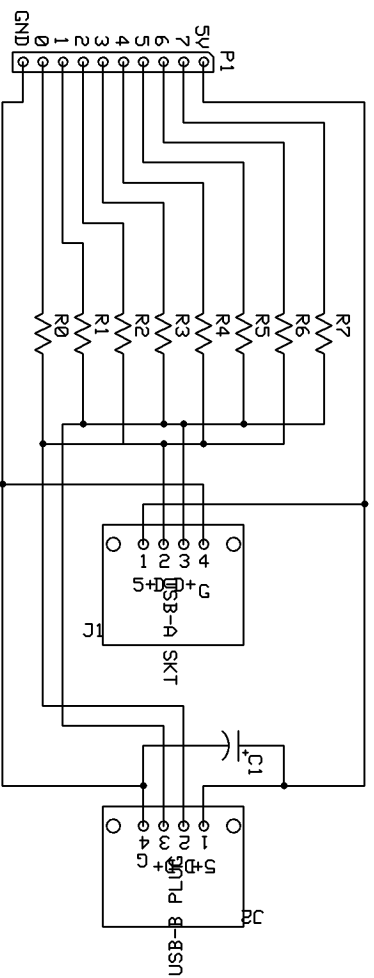 P1
GND
0
1
2
3
4
5
6
7
5V
R0
R1
R2
R3
R4
R5
R6
R7
1 2 3 4
5+ D- D+ G
USB-A SKT
J1
+
C1
4 3 2 1
G D+ D- 5+
USB-B PLUG
J2